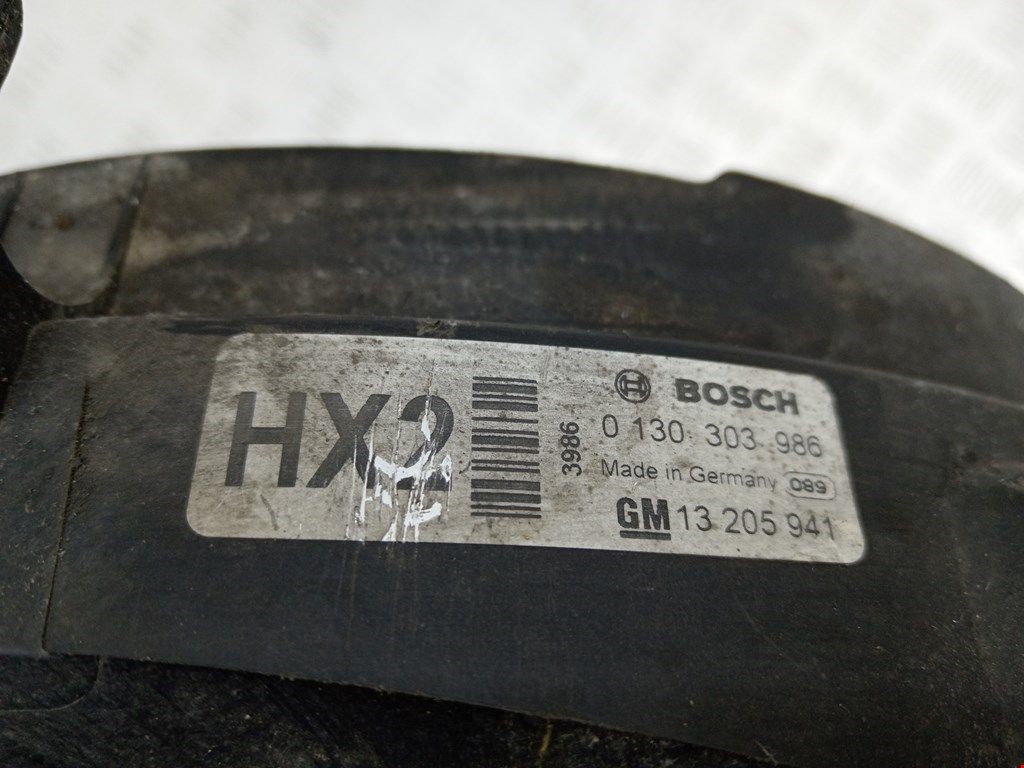 HX2
3986
BOSCH
0 130 303 986
Made in Germany 089
GM 13 205 941